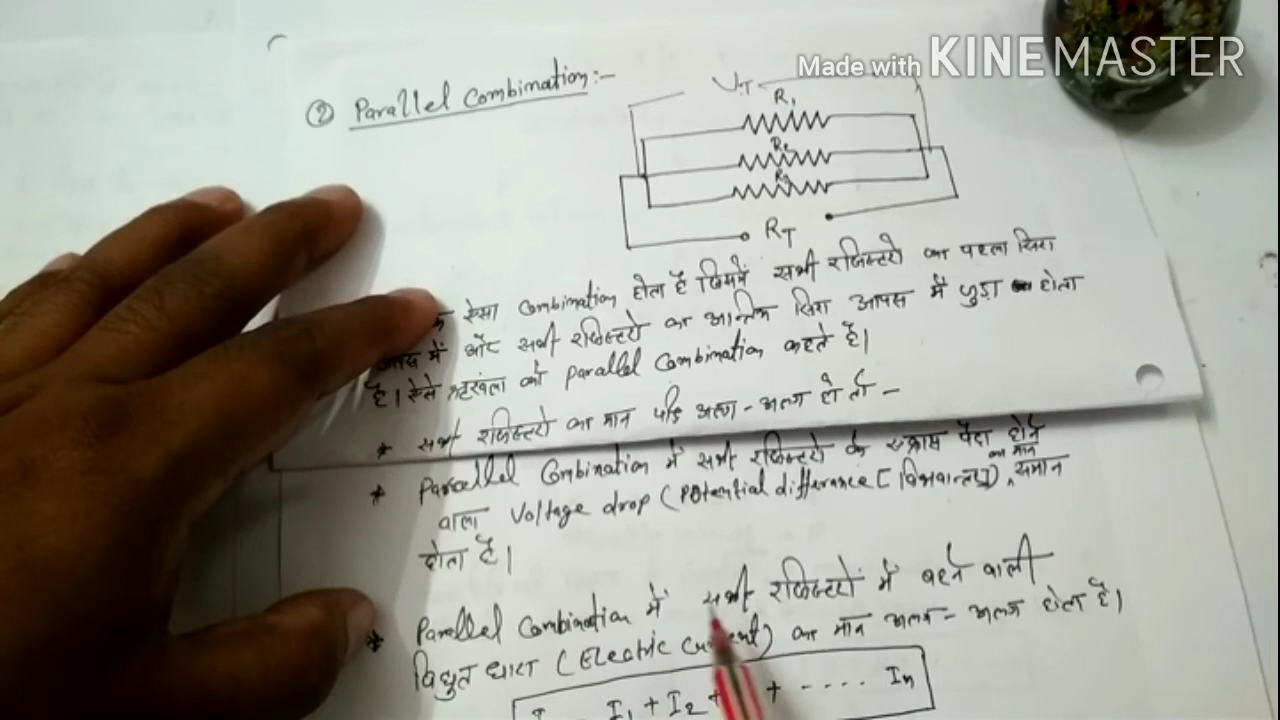 Made with KINEMASTER
② Parallel Combination:-
VT
R1
R2
R3
RT
ऐसा Combination होता है जिसमें सभी रजिस्टरो का पहला सिरा
आपस में और सभी रजिस्टरो का अन्तिम सिरा आपस में जुड़ा होता
है। ऐसे श्रृंखला को Parallel Combination कहते है।
* सभी रजिस्टरो का मान यदि अलग-अलग हो तो -
* Parallel Combination में सभी रजिस्टरो के पैदा होने
वाला Voltage drop (Potential differance [विभवान्तर]) का मान समान
होता है।
* Parallel Combination में सभी रजिस्टरों में बहने वाली
विधुत धारा (Electric Current) का मान अलग-अलग होता है।
I1 + I2 + + ---- In